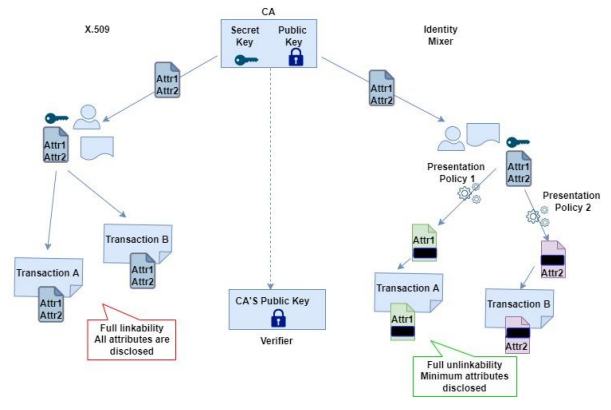 CA
X.509
Identity
Mixer
Secret
Key
Public
Key
Attr1
Attr2
Attr1
Attr2
Attr1
Attr2
Attr1
Attr2
Presentation
Policy 1
Presentation
Policy 2
Attr1
Attr2
Transaction B
Attr1
Attr2
Transaction A
Attr1
Attr2
Transaction A
Attr1
Transaction B
Attr2
CA'S Public Key
Verifier
Full linkability
All attributes are
disclosed
Full unlinkability
Minimum attributes
disclosed